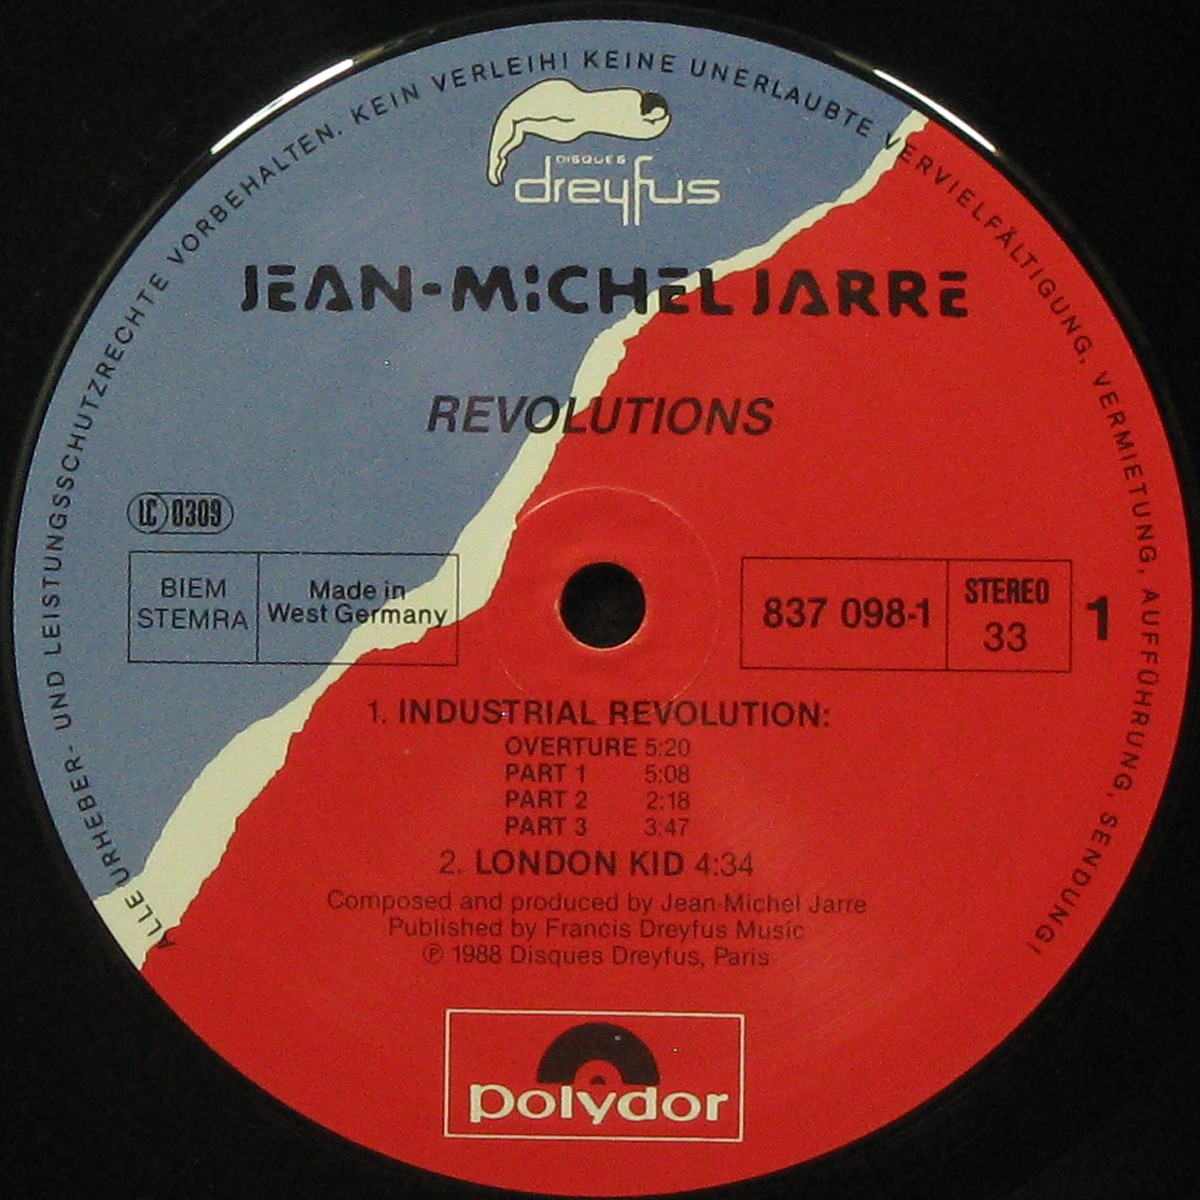 ALLE URHEBER- UND LEISTUNGSSCHUTZRECHTE VORBEHALTEN. KEIN VERLEIH! KEINE UNERLAUBTE VERVIELFÄLTIGUNG, VERMIETUNG, AUFFÜHRUNG, SENDUNG!
DISQUES
dreyfus
JEAN-MICHEL JARRE
REVOLUTIONS
LC 0309
BIEM
STEMRA
Made in
West Germany
837 098-1
STEREO
33
1
1. INDUSTRIAL REVOLUTION:
OVERTURE 5:20
PART 1 5:08
PART 2 2:18
PART 3 3:47
2. LONDON KID 4:34
Composed and produced by Jean-Michel Jarre
Published by Francis Dreyfus Music
℗ 1988 Disques Dreyfus, Paris
polydor